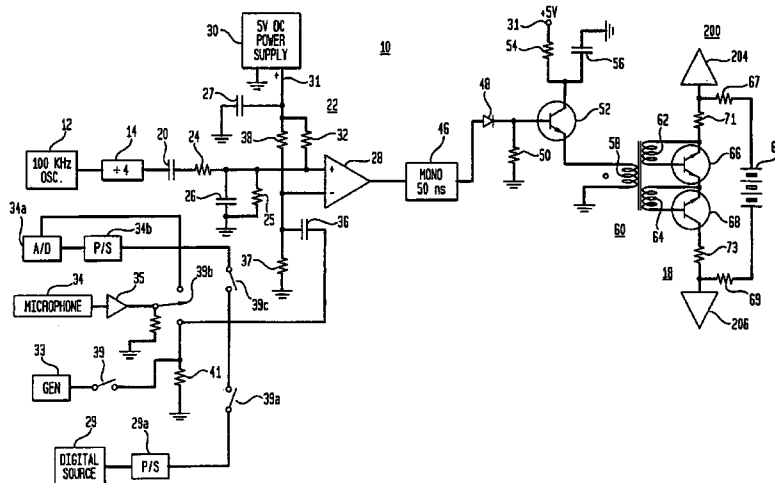 30
5V DC
POWER
SUPPLY
+
31
10
+5V
31
54
56
200
204
67
71
12
100 KHz
OSC.
14
÷4
20
24
27
22
38
32
28
+
−
46
MONO
50 ns
48
50
52
58
62
66
60
64
68
73
18
69
206
26
25
36
37
34a
A/D
34b
P/S
34
MICROPHONE
35
39b
39c
33
GEN
39
41
39a
29
DIGITAL
SOURCE
29a
P/S